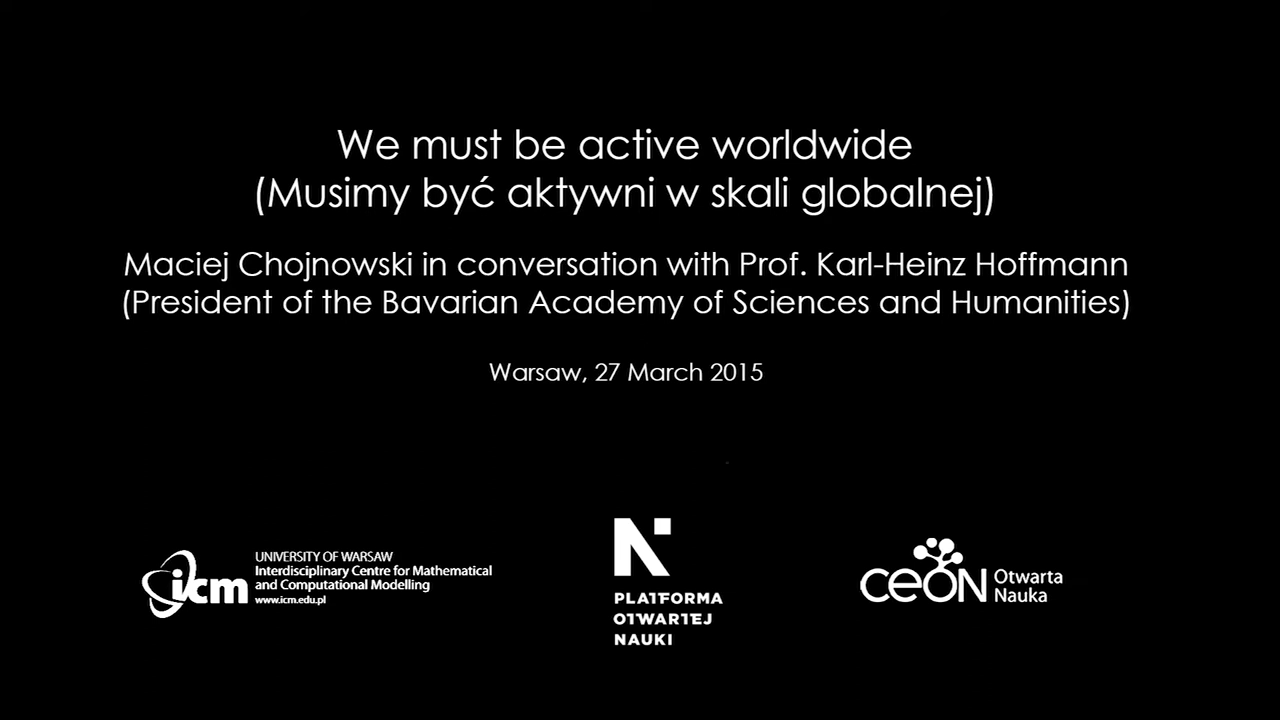 We must be active worldwide
(Musimy być aktywni w skali globalnej)
Maciej Chojnowski in conversation with Prof. Karl-Heinz Hoffmann
(President of the Bavarian Academy of Sciences and Humanities)
Warsaw, 27 March 2015
icm
UNIVERSITY OF WARSAW
Interdisciplinary Centre for Mathematical
and Computational Modelling
www.icm.edu.pl
N
PLATFORMA
OTWARTEJ
NAUKI
CEON
Otwarta
Nauka